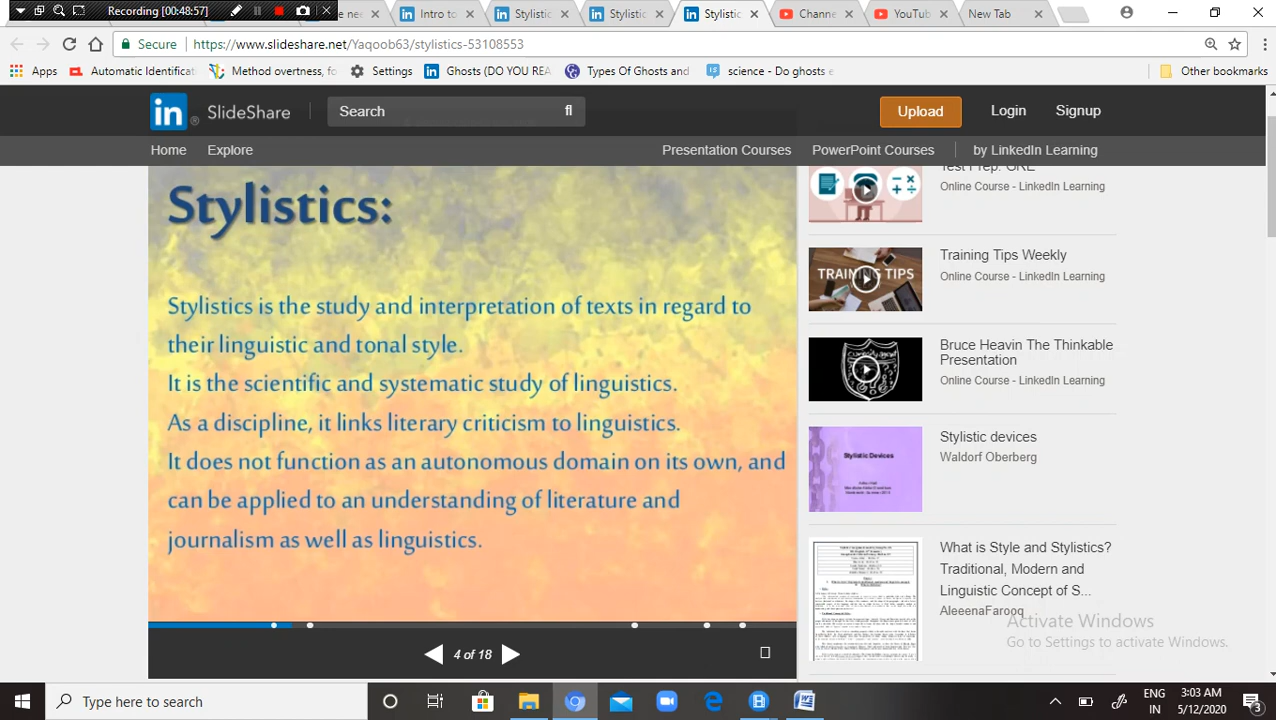 Recording [00:48:57]
Intro
Stylistic
Stylistic
Stylistic
Channe
YouTub
New Tab
Secure https://www.slideshare.net/Yaqoob63/stylistics-53108553
Apps Automatic Identificat Method overtness, fo Settings Ghosts (DO YOU REA Types Of Ghosts and science - Do ghosts e Other bookmarks
in SlideShare Search Upload Login Signup
Home Explore Presentation Courses PowerPoint Courses by LinkedIn Learning
Stylistics:
Stylistics is the study and interpretation of texts in regard to
their linguistic and tonal style.
It is the scientific and systematic study of linguistics.
As a discipline, it links literary criticism to linguistics.
It does not function as an autonomous domain on its own, and
can be applied to an understanding of literature and
journalism as well as linguistics.
4 of 18
Test Prep: GRE
Online Course - LinkedIn Learning
TRAINING TIPS
Training Tips Weekly
Online Course - LinkedIn Learning
Bruce Heavin The Thinkable
Presentation
Online Course - LinkedIn Learning
Stylistic Devices
Stylistic devices
Waldorf Oberberg
What is Style and Stylistics?
Traditional, Modern and
Linguistic Concept of S...
AleeenaFarooq
Activate Windows
Go to Settings to activate Windows.
Type here to search
ENG
IN
3:03 AM
5/12/2020
3